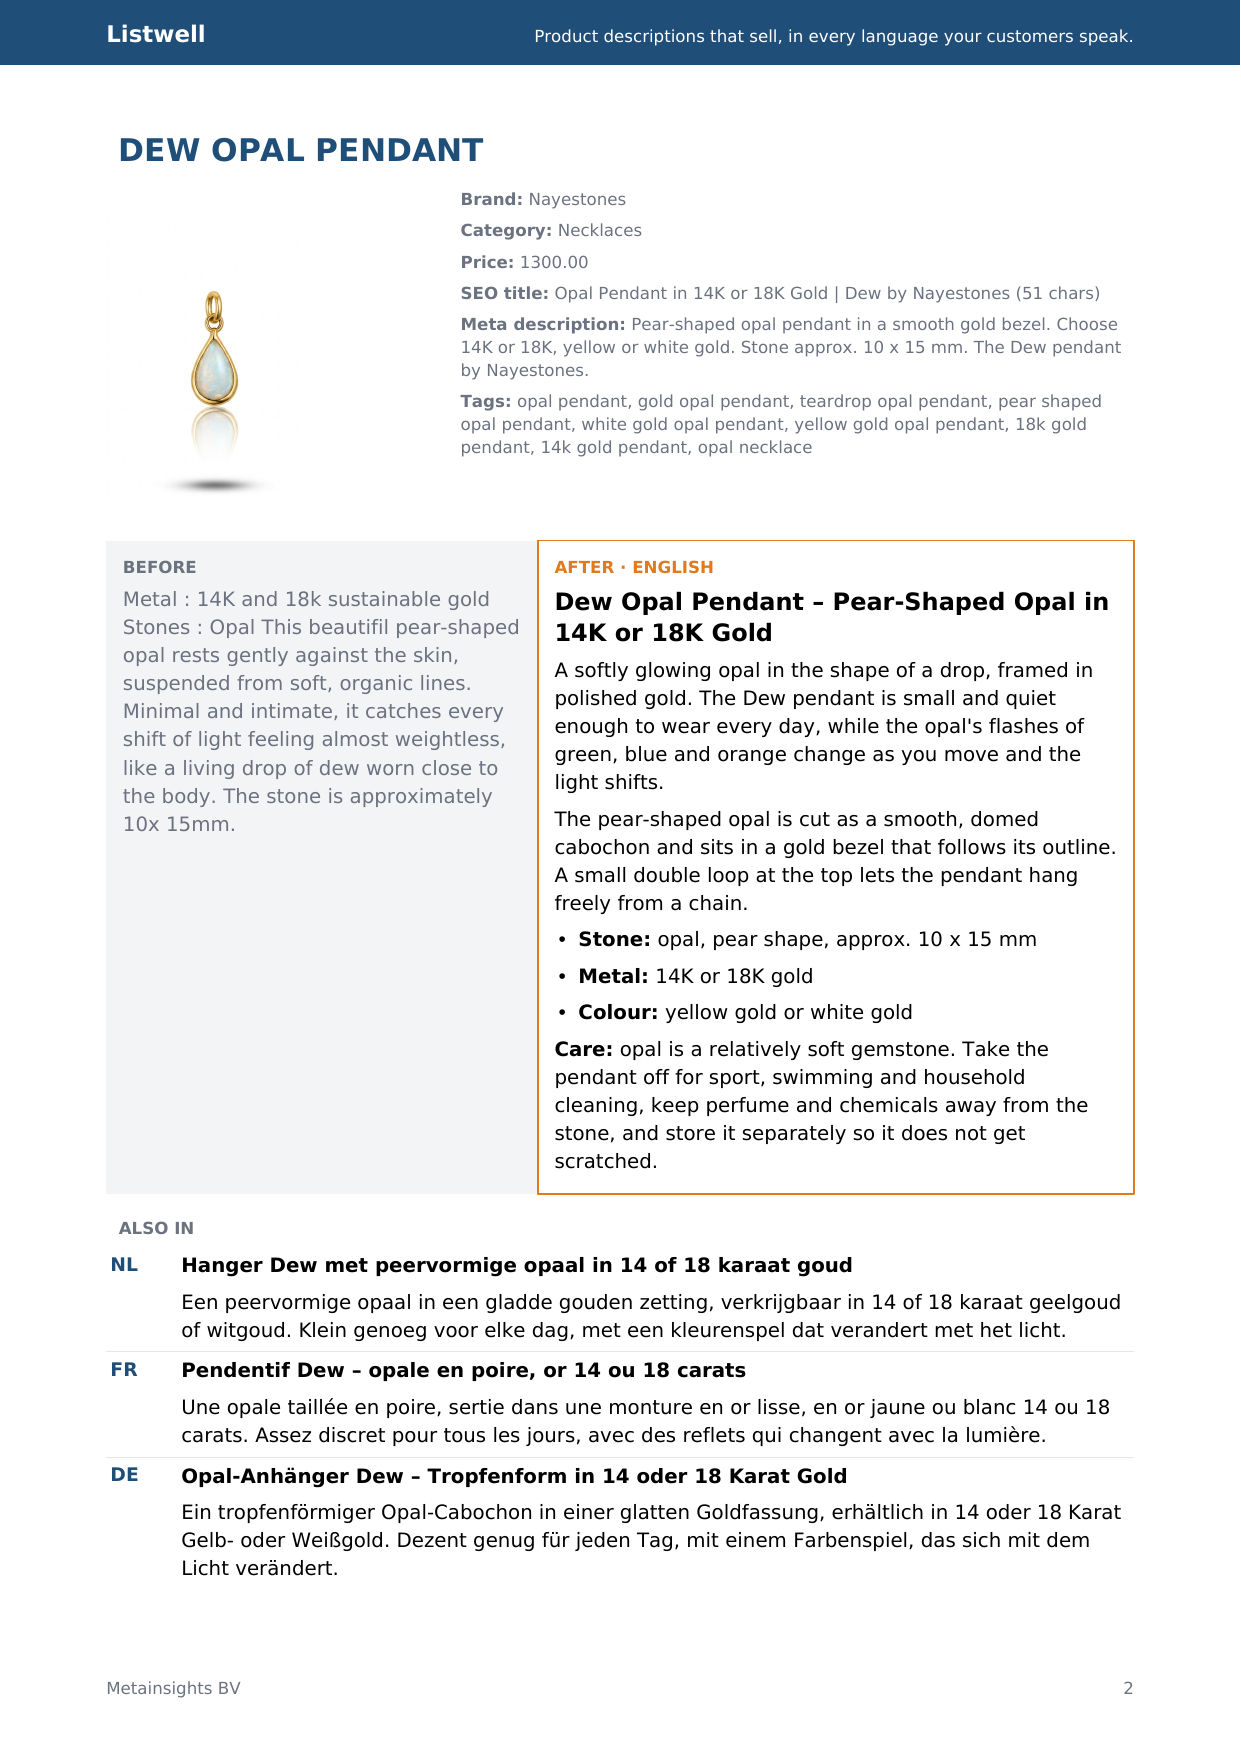 Listwell
Product descriptions that sell, in every language your customers speak.
DEW OPAL PENDANT
Brand: Nayestones
Category: Necklaces
Price: 1300.00
SEO title: Opal Pendant in 14K or 18K Gold | Dew by Nayestones (51 chars)
Meta description: Pear-shaped opal pendant in a smooth gold bezel. Choose
14K or 18K, yellow or white gold. Stone approx. 10 x 15 mm. The Dew pendant
by Nayestones.
Tags: opal pendant, gold opal pendant, teardrop opal pendant, pear shaped
opal pendant, white gold opal pendant, yellow gold opal pendant, 18k gold
pendant, 14k gold pendant, opal necklace
BEFORE
Metal : 14K and 18k sustainable gold
Stones : Opal This beautifil pear-shaped
opal rests gently against the skin,
suspended from soft, organic lines.
Minimal and intimate, it catches every
shift of light feeling almost weightless,
like a living drop of dew worn close to
the body. The stone is approximately
10x 15mm.
AFTER · ENGLISH
Dew Opal Pendant – Pear-Shaped Opal in
14K or 18K Gold
A softly glowing opal in the shape of a drop, framed in
polished gold. The Dew pendant is small and quiet
enough to wear every day, while the opal's flashes of
green, blue and orange change as you move and the
light shifts.
The pear-shaped opal is cut as a smooth, domed
cabochon and sits in a gold bezel that follows its outline.
A small double loop at the top lets the pendant hang
freely from a chain.
• Stone: opal, pear shape, approx. 10 x 15 mm
• Metal: 14K or 18K gold
• Colour: yellow gold or white gold
Care: opal is a relatively soft gemstone. Take the
pendant off for sport, swimming and household
cleaning, keep perfume and chemicals away from the
stone, and store it separately so it does not get
scratched.
ALSO IN
NL
Hanger Dew met peervormige opaal in 14 of 18 karaat goud
Een peervormige opaal in een gladde gouden zetting, verkrijgbaar in 14 of 18 karaat geelgoud
of witgoud. Klein genoeg voor elke dag, met een kleurenspel dat verandert met het licht.
FR
Pendentif Dew – opale en poire, or 14 ou 18 carats
Une opale taillée en poire, sertie dans une monture en or lisse, en or jaune ou blanc 14 ou 18
carats. Assez discret pour tous les jours, avec des reflets qui changent avec la lumière.
DE
Opal-Anhänger Dew – Tropfenform in 14 oder 18 Karat Gold
Ein tropfenförmiger Opal-Cabochon in einer glatten Goldfassung, erhältlich in 14 oder 18 Karat
Gelb- oder Weißgold. Dezent genug für jeden Tag, mit einem Farbenspiel, das sich mit dem
Licht verändert.
Metainsights BV
2